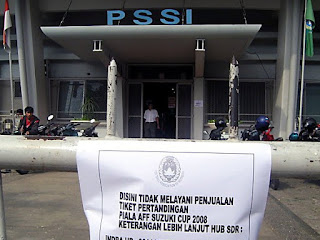 PSSI
DISINI TIDAK MELAYANI PENJUALAN
TIKET PERTANDINGAN
PIALA AFF SUZUKI CUP 2008
KETERANGAN LEBIH LANJUT HUB SDR :